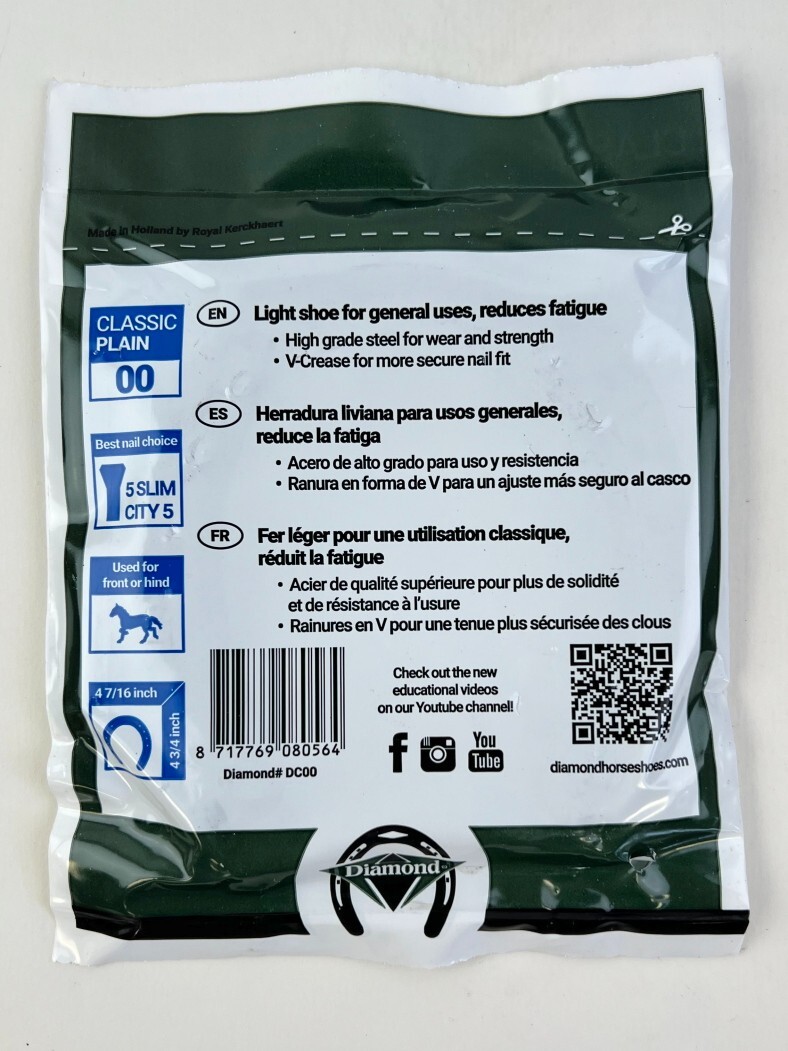 Made in Holland by Royal Kerckhaert
CLASSIC
PLAIN
00
EN
Light shoe for general uses, reduces fatigue
• High grade steel for wear and strength
• V-Crease for more secure nail fit
Best nail choice
5 SLIM
CITY 5
ES
Herradura liviana para usos generales,
reduce la fatiga
• Acero de alto grado para uso y resistencia
• Ranura en forma de V para un ajuste más seguro al casco
Used for
front or hind
FR
Fer léger pour une utilisation classique,
réduit la fatigue
• Acier de qualité supérieure pour plus de solidité
et de résistance à l'usure
• Rainures en V pour une tenue plus sécurisée des clous
4 7/16 inch
4 3/4 inch
8 717769 080564
Diamond# DC00
Check out the new
educational videos
on our Youtube channel!
f
You
Tube
diamondhorseshoes.com
Diamond